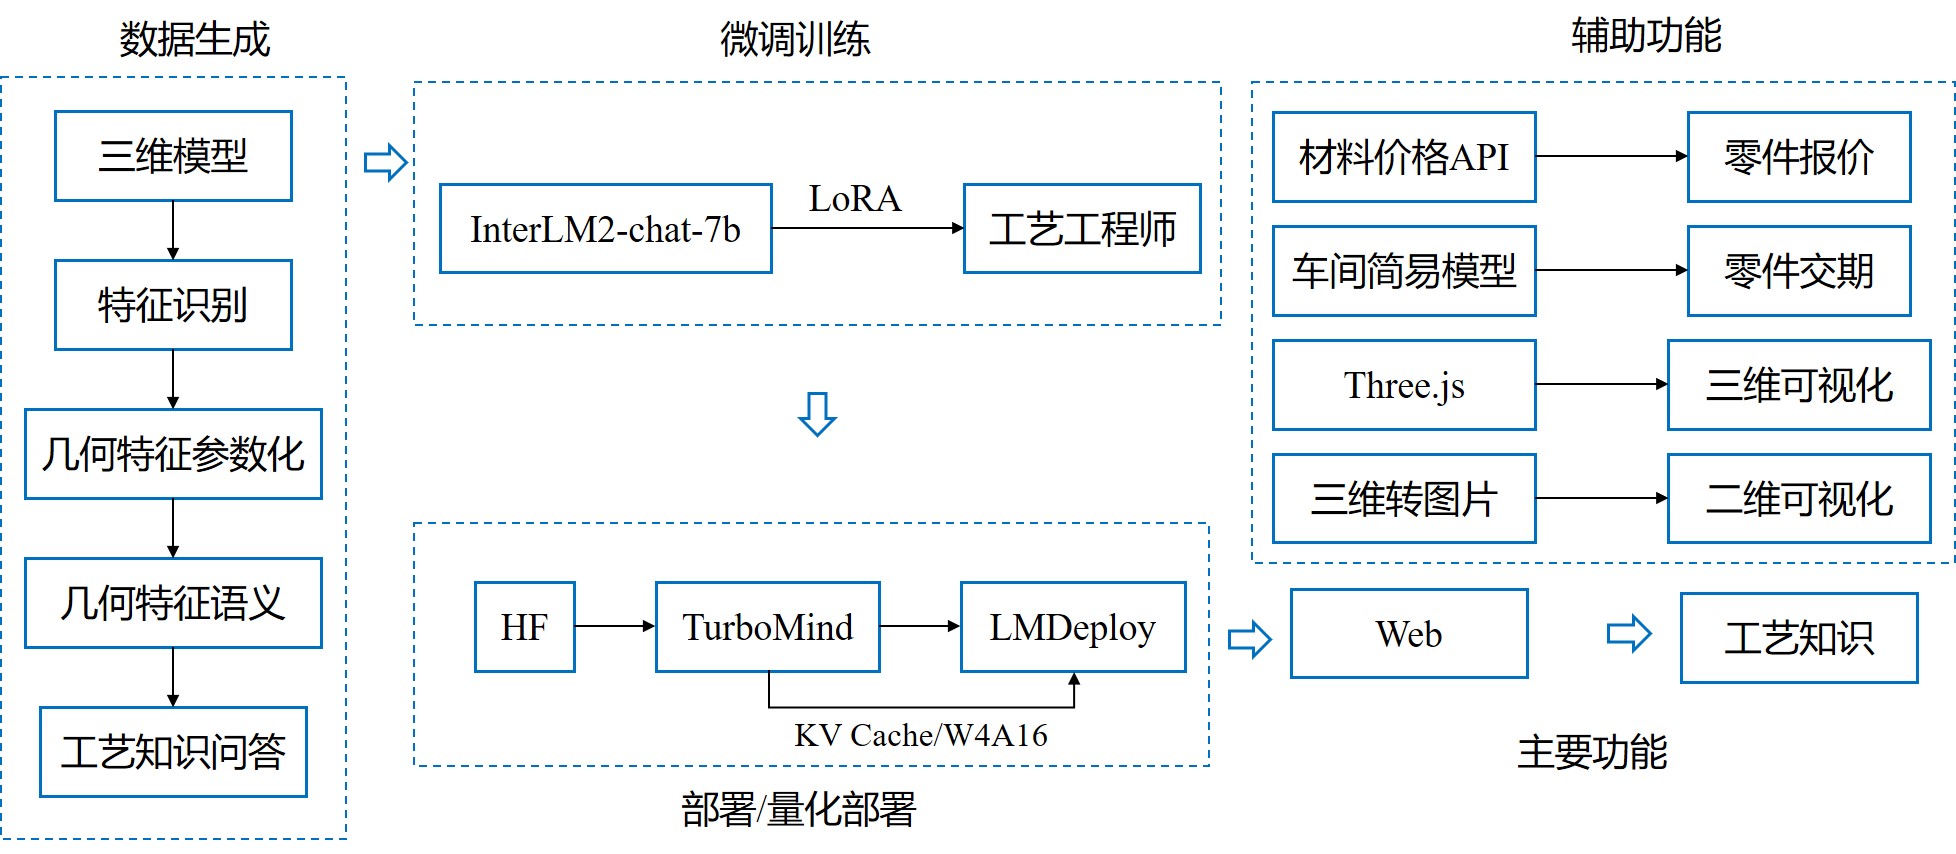 数据生成
三维模型
特征识别
几何特征参数化
几何特征语义
工艺知识问答
微调训练
InterLM2-chat-7b
LoRA
工艺工程师
HF
TurboMind
LMDeploy
KV Cache/W4A16
部署/量化部署
辅助功能
材料价格API
零件报价
车间简易模型
零件交期
Three.js
三维可视化
三维转图片
二维可视化
Web
工艺知识
主要功能